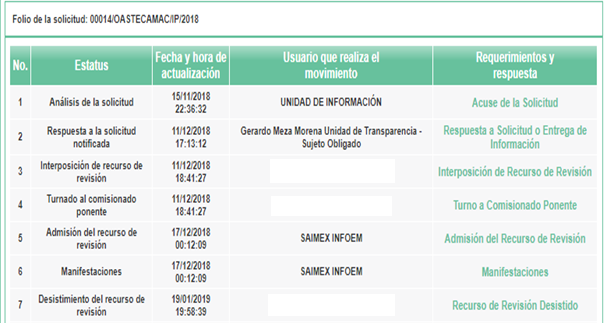 Folio de la solicitud: 00014/OASTECAMAC/IP/2018
No. Estatus Fecha y hora de actualización Usuario que realiza el movimiento Requerimientos y respuesta
1 Análisis de la solicitud 15/11/2018 22:36:32 UNIDAD DE INFORMACIÓN Acuse de la Solicitud
2 Respuesta a la solicitud notificada 11/12/2018 17:13:12 Gerardo Meza Morena Unidad de Transparencia - Sujeto Obligado Respuesta a Solicitud o Entrega de Información
3 Interposición de recurso de revisión 11/12/2018 18:41:27 Interposición de Recurso de Revisión
4 Turnado al comisionado ponente 11/12/2018 18:41:27 Turno a Comisionado Ponente
5 Admisión del recurso de revisión 17/12/2018 00:12:09 SAIMEX INFOEM Admisión del Recurso de Revisión
6 Manifestaciones 17/12/2018 00:12:09 SAIMEX INFOEM Manifestaciones
7 Desistimiento del recurso de revisión 19/01/2019 19:58:39 Recurso de Revisión Desistido